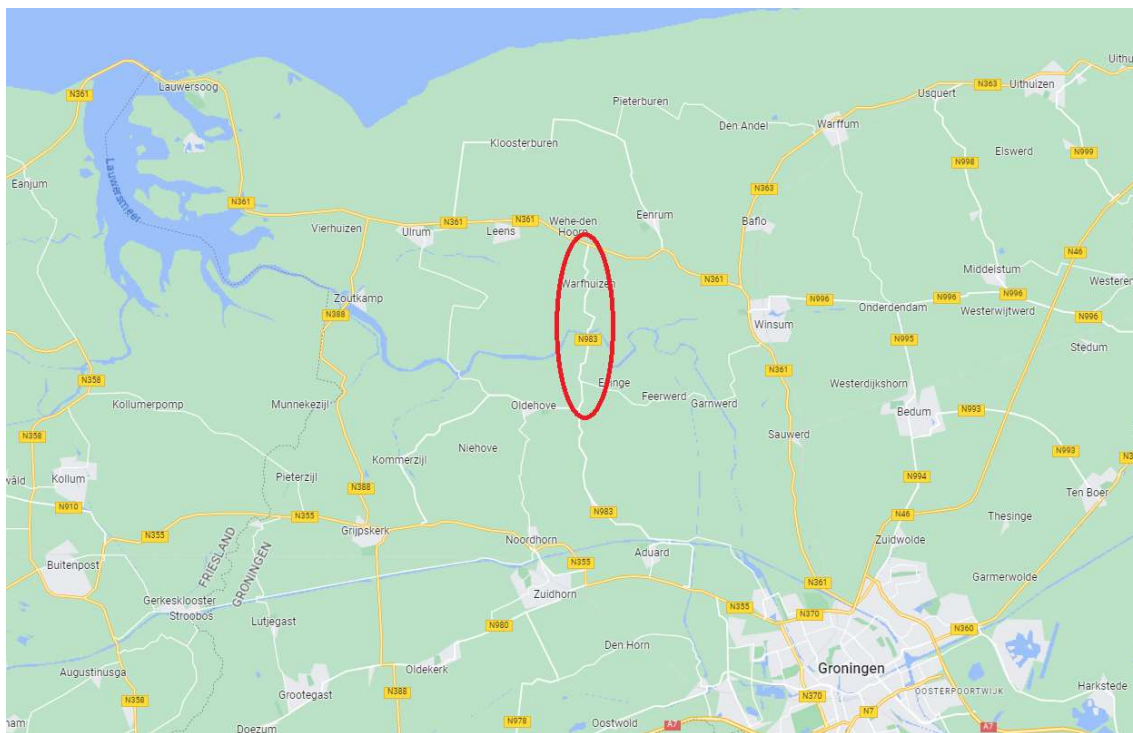 Lauwersoog
N361
Uithu
Uithuizen
N363
Usquert
Pieterburen
Den Andel
Warffum
Kloosterburen
Elswerd
N998
N999
Eanjum
Lauwersmeer
N361
N363
Vierhuizen
Ulrum
N361
Leens
N361
Wehe-den
Hoorn
Eenrum
Baflo
N46
Middelstum
Westeren
Warfhuizen
N361
N996
Onderdendam
N996
N996
Westerwijtwerd
N996
Zoutkamp
N388
Winsum
N983
N995
Stedum
N358
N361
Westerdijkshorn
Kollumerpomp
Munnekezijl
Oldehove
Ezinge
Feerwerd
Garnwerd
Bedum
N993
N358
Sauwerd
N993
Niehove
Kommerzijl
wâld
Kollum
Pieterzijl
N388
N994
Ten Boer
N910
N355
N983
N46
Thesinge
N355
FRIESLAND
GRONINGEN
Grijpskerk
Noordhorn
Aduard
Zuidwolde
Buitenpost
N355
Garmerwolde
Gerkesklooster
Stroobos
Zuidhorn
N361
N355
N370
Lutjegast
N980
N360
Den Horn
Augustinusga
Oldekerk
Groningen
N358
Grootegast
N388
N370
OOSTERPOORTWIJK
Harkstede
N7
ham
Doezum
N978
Oostwold
A7
A7